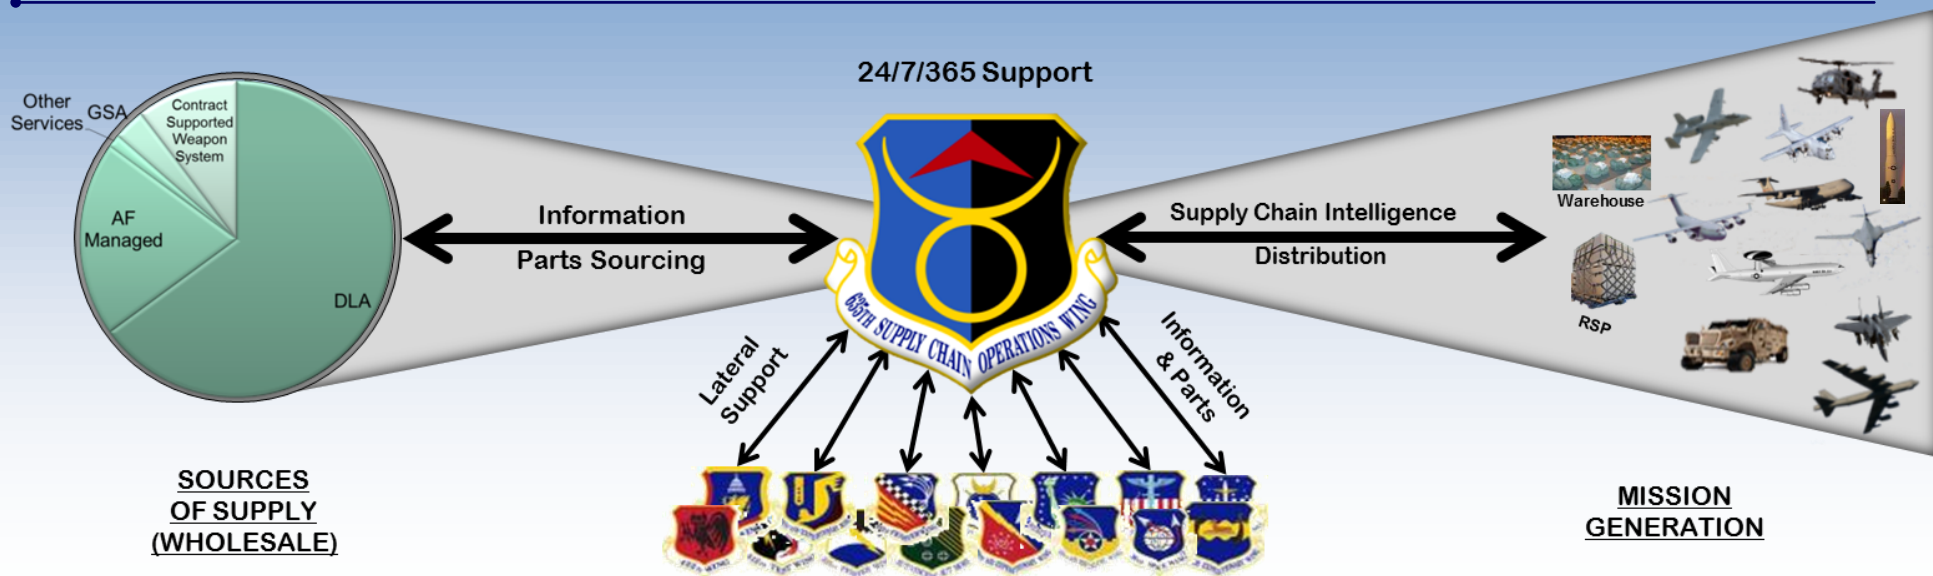 24/7/365 Support
Other
Services
GSA
Contract
Supported
Weapon
System
AF
Managed
DLA
Information
Parts Sourcing
635TH SUPPLY CHAIN OPERATIONS WING
Supply Chain Intelligence
Distribution
Warehouse
RSP
Lateral
Support
Information
& Parts
SOURCES
OF SUPPLY
(WHOLESALE)
MISSION
GENERATION